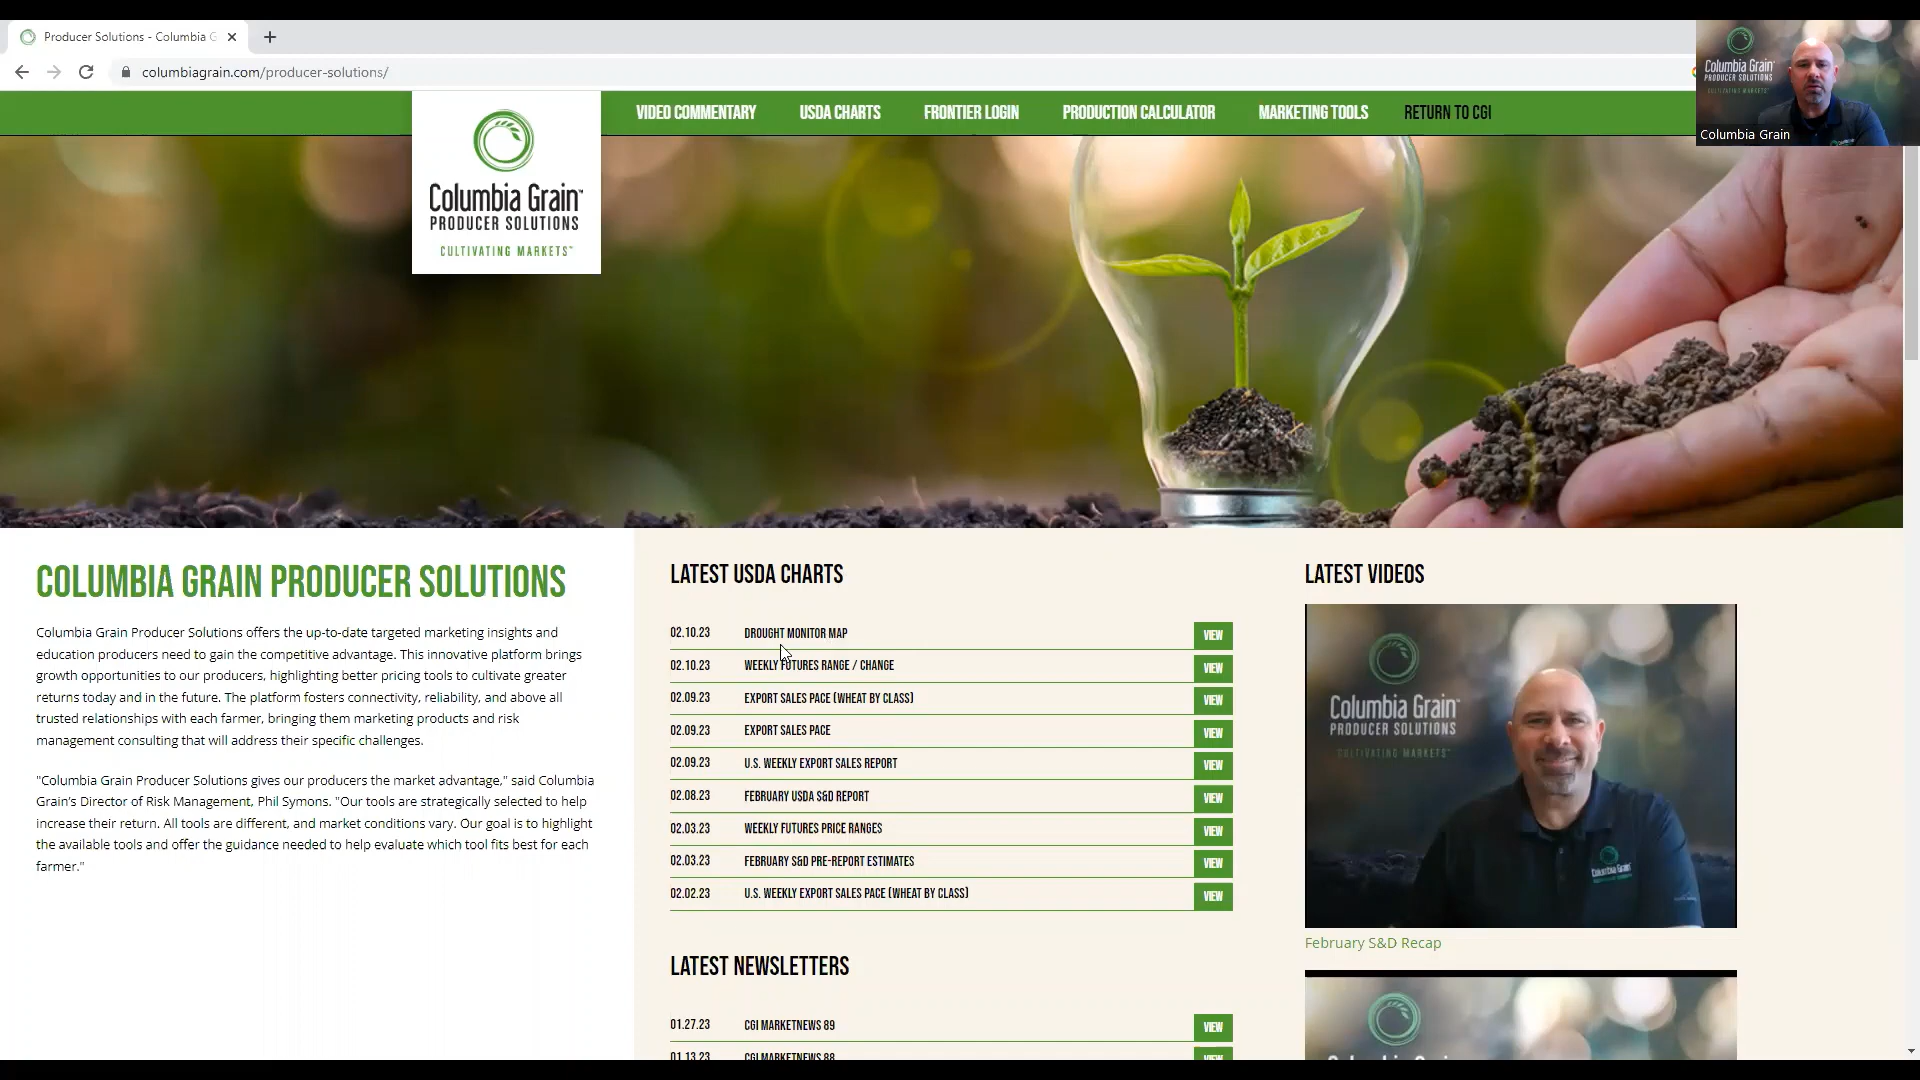 Producer Solutions - Columbia G
columbiagrain.com/producer-solutions/
Columbia Grain
PRODUCER SOLUTIONS
Columbia Grain
VIDEO COMMENTARY
USDA CHARTS
FRONTIER LOGIN
PRODUCTION CALCULATOR
MARKETING TOOLS
RETURN TO CGI
Columbia Grain™
PRODUCER SOLUTIONS
CULTIVATING MARKETS™
COLUMBIA GRAIN PRODUCER SOLUTIONS
Columbia Grain Producer Solutions offers the up-to-date targeted marketing insights and
education producers need to gain the competitive advantage. This innovative platform brings
growth opportunities to our producers, highlighting better pricing tools to cultivate greater
returns today and in the future. The platform fosters connectivity, reliability, and above all
trusted relationships with each farmer, bringing them marketing products and risk
management consulting that will address their specific challenges.
"Columbia Grain Producer Solutions gives our producers the market advantage," said Columbia
Grain's Director of Risk Management, Phil Symons. "Our tools are strategically selected to help
increase their return. All tools are different, and market conditions vary. Our goal is to highlight
the available tools and offer the guidance needed to help evaluate which tool fits best for each
farmer."
LATEST USDA CHARTS
02.10.23 DROUGHT MONITOR MAP VIEW
02.10.23 WEEKLY FUTURES RANGE / CHANGE VIEW
02.09.23 EXPORT SALES PACE (WHEAT BY CLASS) VIEW
02.09.23 EXPORT SALES PACE VIEW
02.09.23 U.S. WEEKLY EXPORT SALES REPORT VIEW
02.08.23 FEBRUARY USDA S&D REPORT VIEW
02.03.23 WEEKLY FUTURES PRICE RANGES VIEW
02.03.23 FEBRUARY S&D PRE-REPORT ESTIMATES VIEW
02.02.23 U.S. WEEKLY EXPORT SALES PACE (WHEAT BY CLASS) VIEW
LATEST NEWSLETTERS
01.27.23 CGI MARKETNEWS 89 VIEW
01.13.23 CGI MARKETNEWS 88 VIEW
LATEST VIDEOS
Columbia Grain
PRODUCER SOLUTIONS
CULTIVATING MARKETS™
Columbia Grain
February S&D Recap